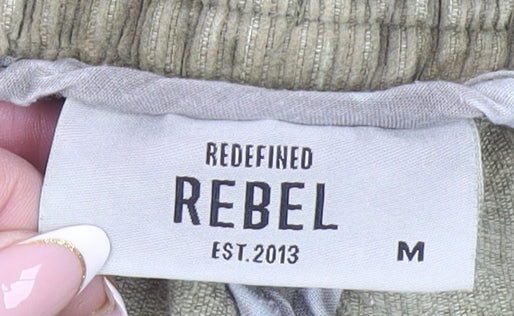 REDEFINED
REBEL
EST.2013
M